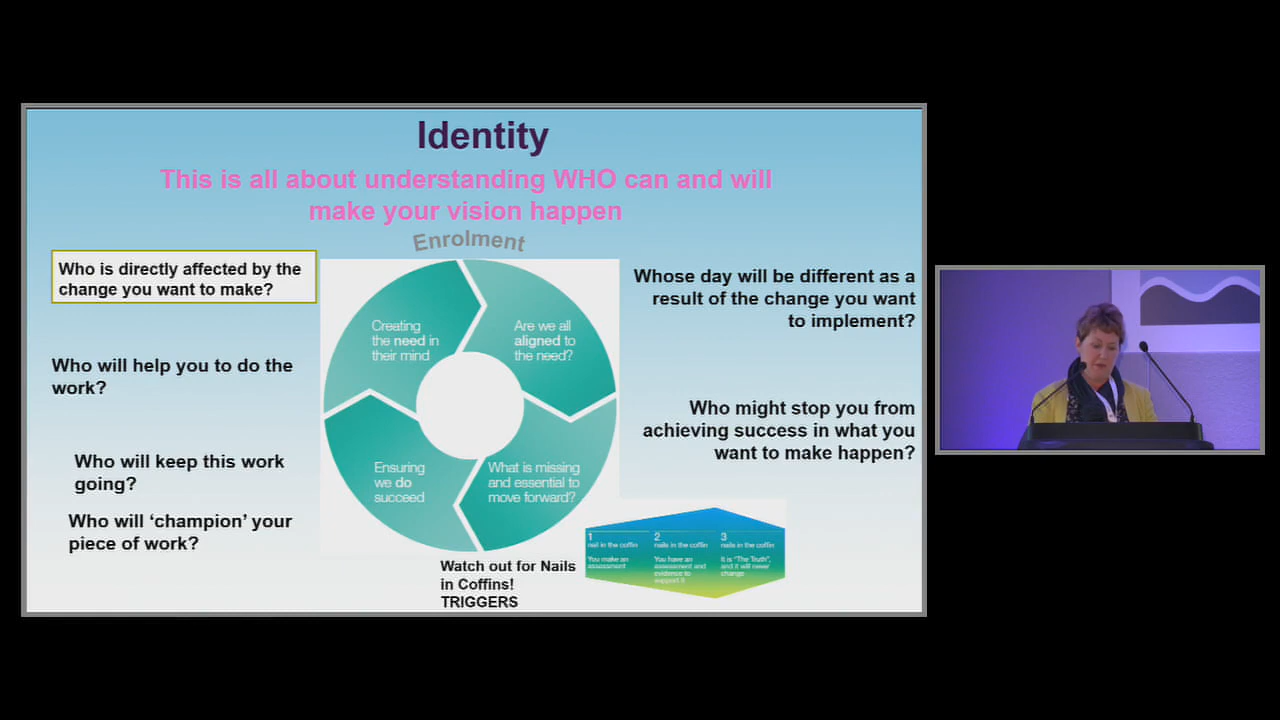 Identity
This is all about understanding WHO can and will
make your vision happen
Enrolment
Who is directly affected by the
change you want to make?
Who will help you to do the
work?
Who will keep this work
going?
Who will ‘champion’ your
piece of work?
Creating
the need in
their mind
Are we all
aligned to
the need?
Ensuring
we do
succeed
What is missing
and essential to
move forward?
Whose day will be different as a
result of the change you want
to implement?
Who might stop you from
achieving success in what you
want to make happen?
Watch out for Nails
in Coffins!
TRIGGERS
1
nail in the coffin
You make an
assessment
2
nails in the coffin
You have an
assessment and
evidence to
support it
3
nails in the coffin
It is "The Truth",
and it will never
change